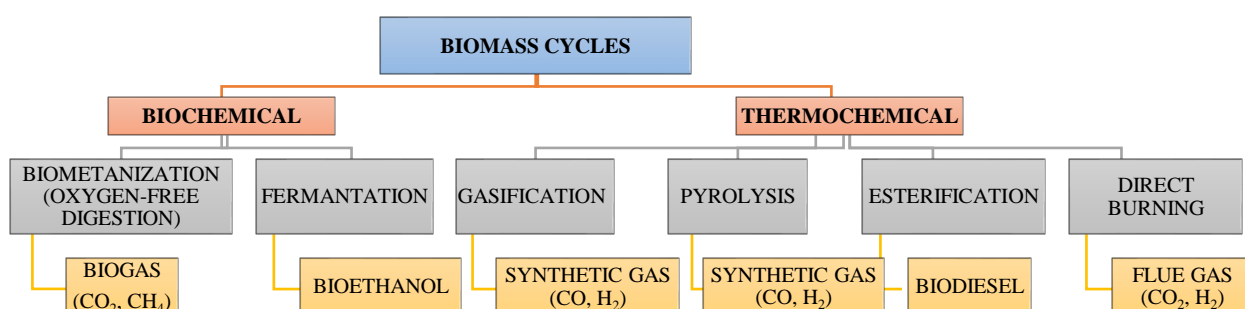 BIOMASS CYCLES
BIOCHEMICAL
THERMOCHEMICAL
BIOMETANIZATION
(OXYGEN-FREE
DIGESTION)
FERMANTATION
GASIFICATION
PYROLYSIS
ESTERIFICATION
DIRECT
BURNING
BIOGAS
(CO₂, CH₄)
BIOETHANOL
SYNTHETIC GAS
(CO, H₂)
SYNTHETIC GAS
(CO, H₂)
BIODIESEL
FLUE GAS
(CO₂, H₂)